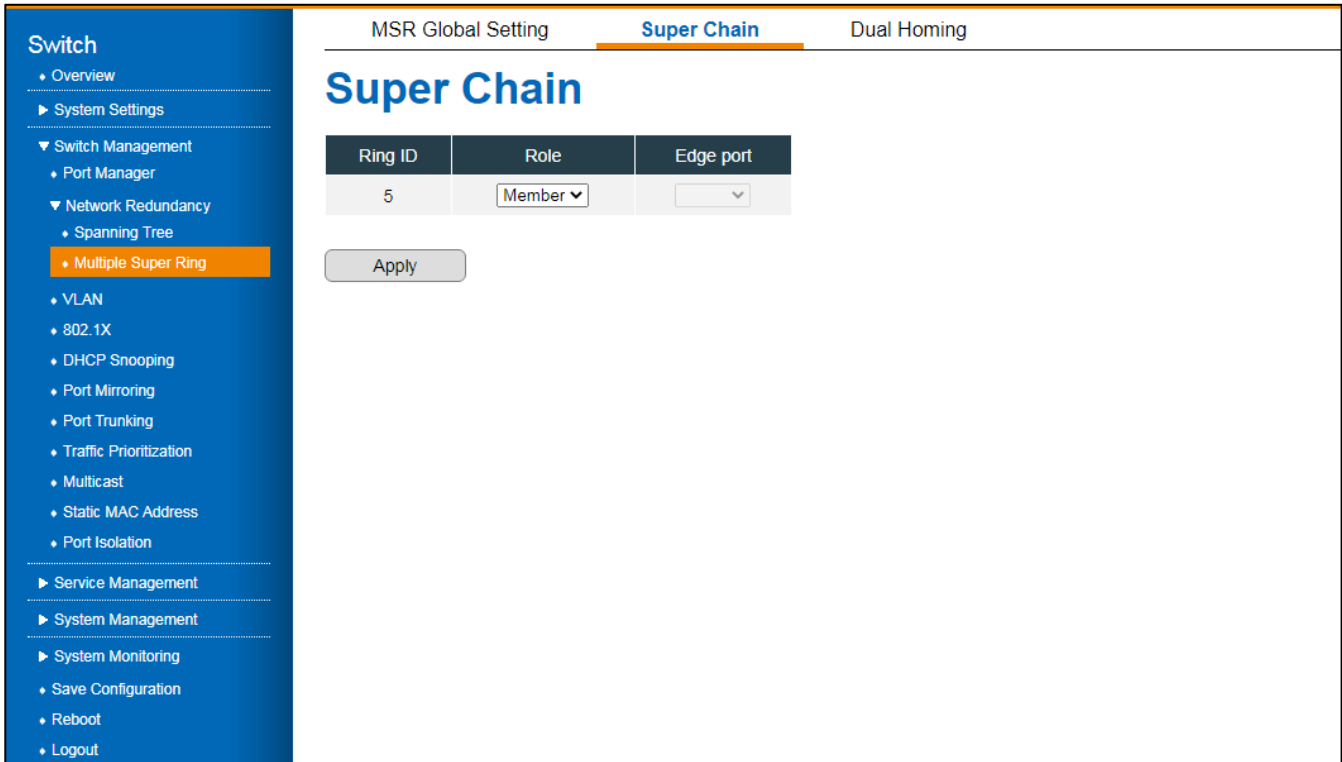 Switch
Overview
System Settings
Switch Management
Port Manager
Network Redundancy
Spanning Tree
Multiple Super Ring
VLAN
802.1X
DHCP Snooping
Port Mirroring
Port Trunking
Traffic Prioritization
Multicast
Static MAC Address
Port Isolation
Service Management
System Management
System Monitoring
Save Configuration
Reboot
Logout
MSR Global Setting Super Chain Dual Homing
Super Chain
Ring ID Role Edge port
5 Member
Apply